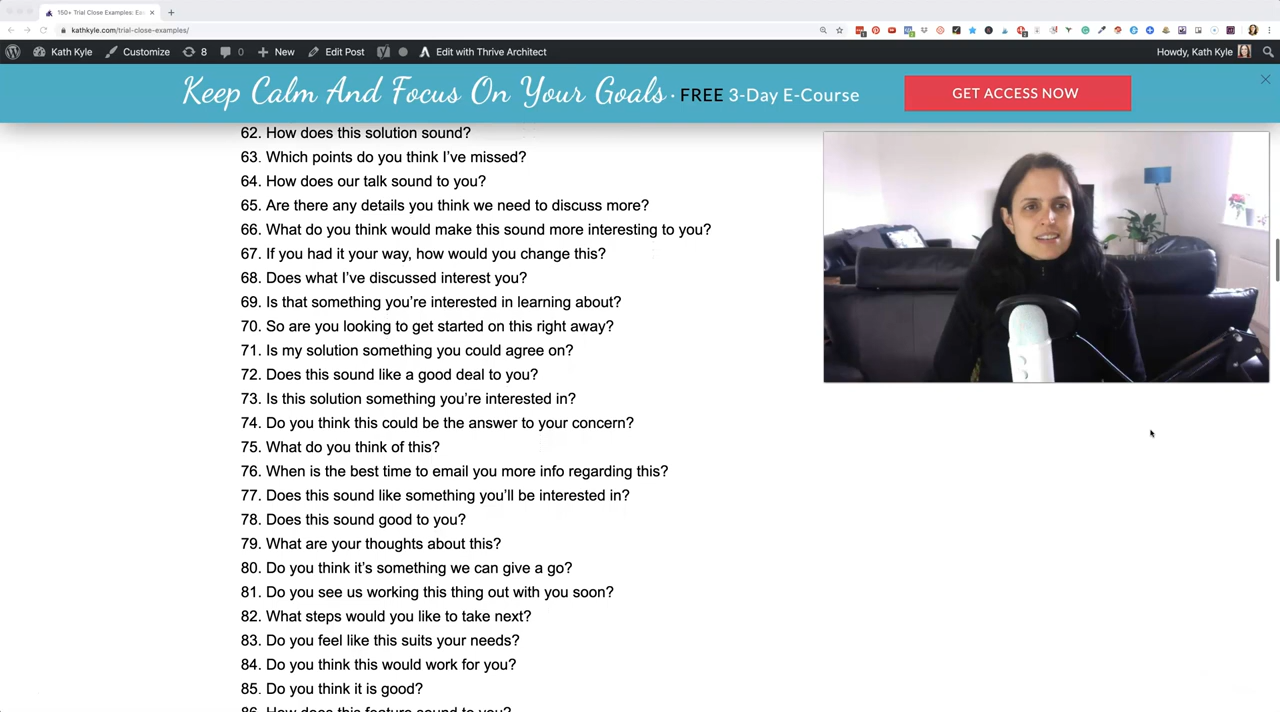 150+ Trial Close Examples: Ea
kathkyle.com/trial-close-examples/
Kath Kyle
Customize
8
0
New
Edit Post
Edit with Thrive Architect
Howdy, Kath Kyle
Keep Calm And Focus On Your Goals · FREE 3-Day E-Course
GET ACCESS NOW
62. How does this solution sound?
63. Which points do you think I’ve missed?
64. How does our talk sound to you?
65. Are there any details you think we need to discuss more?
66. What do you think would make this sound more interesting to you?
67. If you had it your way, how would you change this?
68. Does what I’ve discussed interest you?
69. Is that something you’re interested in learning about?
70. So are you looking to get started on this right away?
71. Is my solution something you could agree on?
72. Does this sound like a good deal to you?
73. Is this solution something you’re interested in?
74. Do you think this could be the answer to your concern?
75. What do you think of this?
76. When is the best time to email you more info regarding this?
77. Does this sound like something you’ll be interested in?
78. Does this sound good to you?
79. What are your thoughts about this?
80. Do you think it’s something we can give a go?
81. Do you see us working this thing out with you soon?
82. What steps would you like to take next?
83. Do you feel like this suits your needs?
84. Do you think this would work for you?
85. Do you think it is good?
86. How does this feature sound to you?